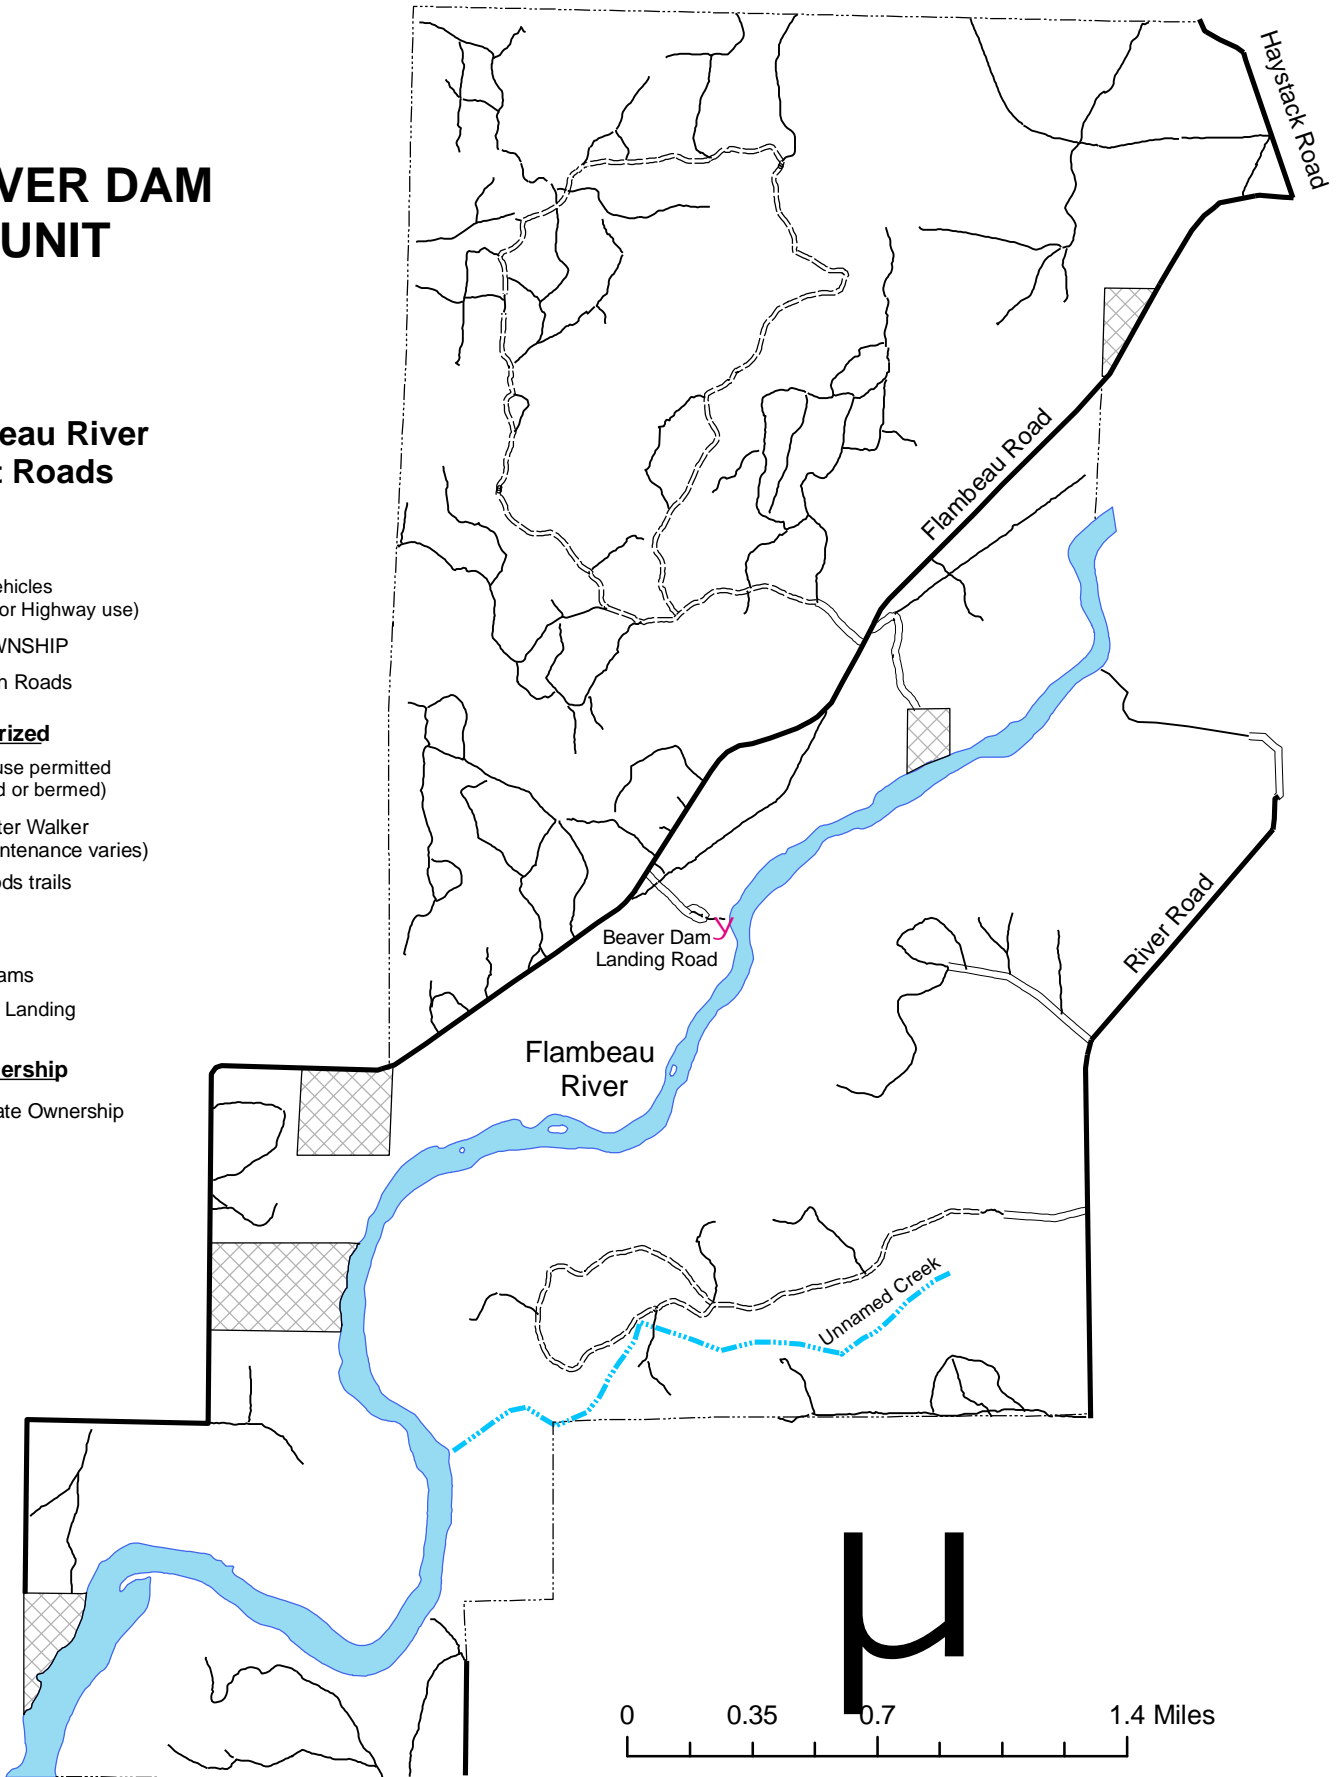 VER DAM
UNIT
eau River
Roads
ehicles
or Highway use)
WNSHIP
n Roads
rized
use permitted
d or bermed)
ter Walker
ntenance varies)
ods trails
ams
Landing
ership
ate Ownership
Haystack Road
Flambeau Road
Beaver Dam
Landing Road
y
River Road
Flambeau
River
Unnamed Creek
µ
0 0.35 0.7 1.4 Miles